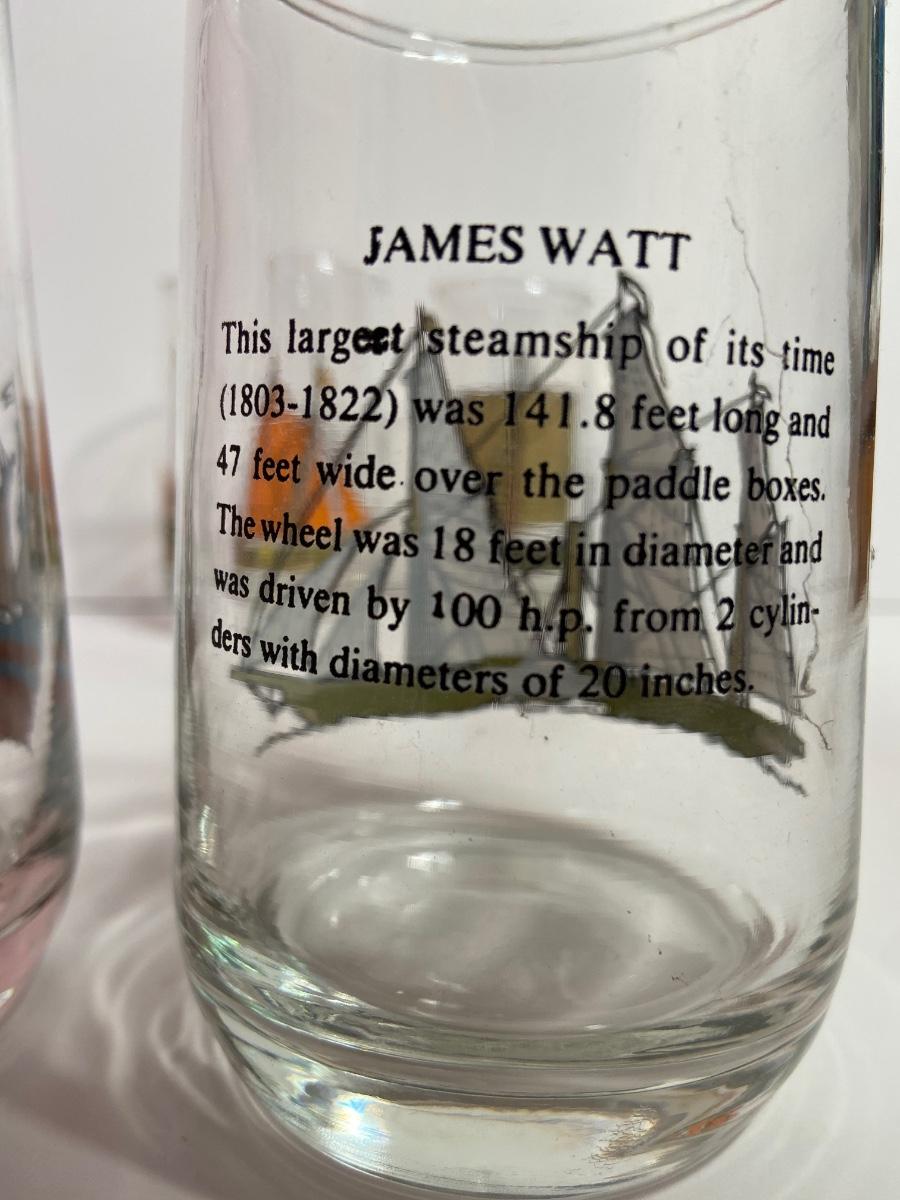 JAMES WATT
This largest steamship of its time
(1803-1822) was 141.8 feet long and
47 feet wide over the paddle boxes.
The wheel was 18 feet in diameter and
was driven by 100 h.p. from 2 cylin-
ders with diameters of 20 inches.